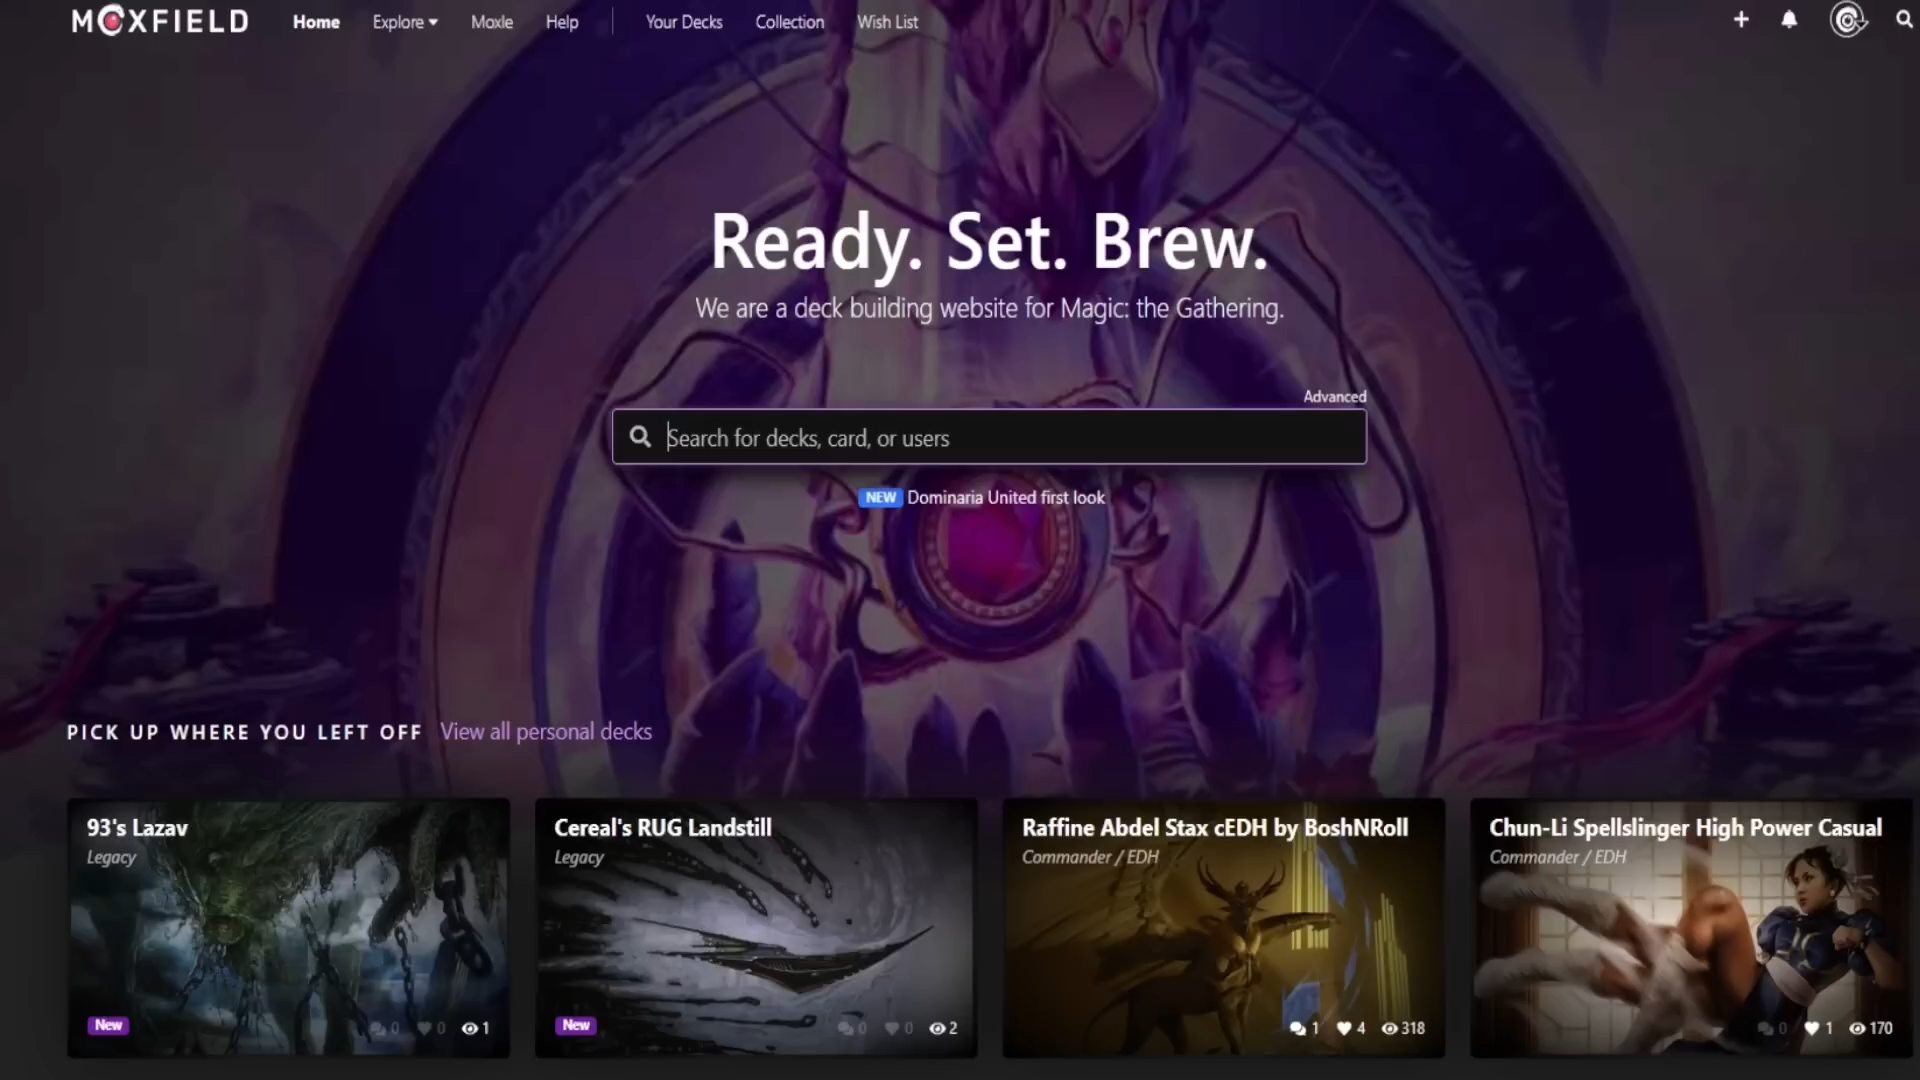 MOXFIELD Home Explore Moxle Help Your Decks Collection Wish List
Ready. Set. Brew.
We are a deck building website for Magic: the Gathering.
Advanced
Search for decks, card, or users
NEW Dominaria United first look
PICK UP WHERE YOU LEFT OFF View all personal decks
93's Lazav
Legacy
New
0 0 1
Cereal's RUG Landstill
Legacy
New
0 0 2
Raffine Abdel Stax cEDH by BoshNRoll
Commander / EDH
1 4 318
Chun-Li Spellslinger High Power Casual
Commander / EDH
0 1 170